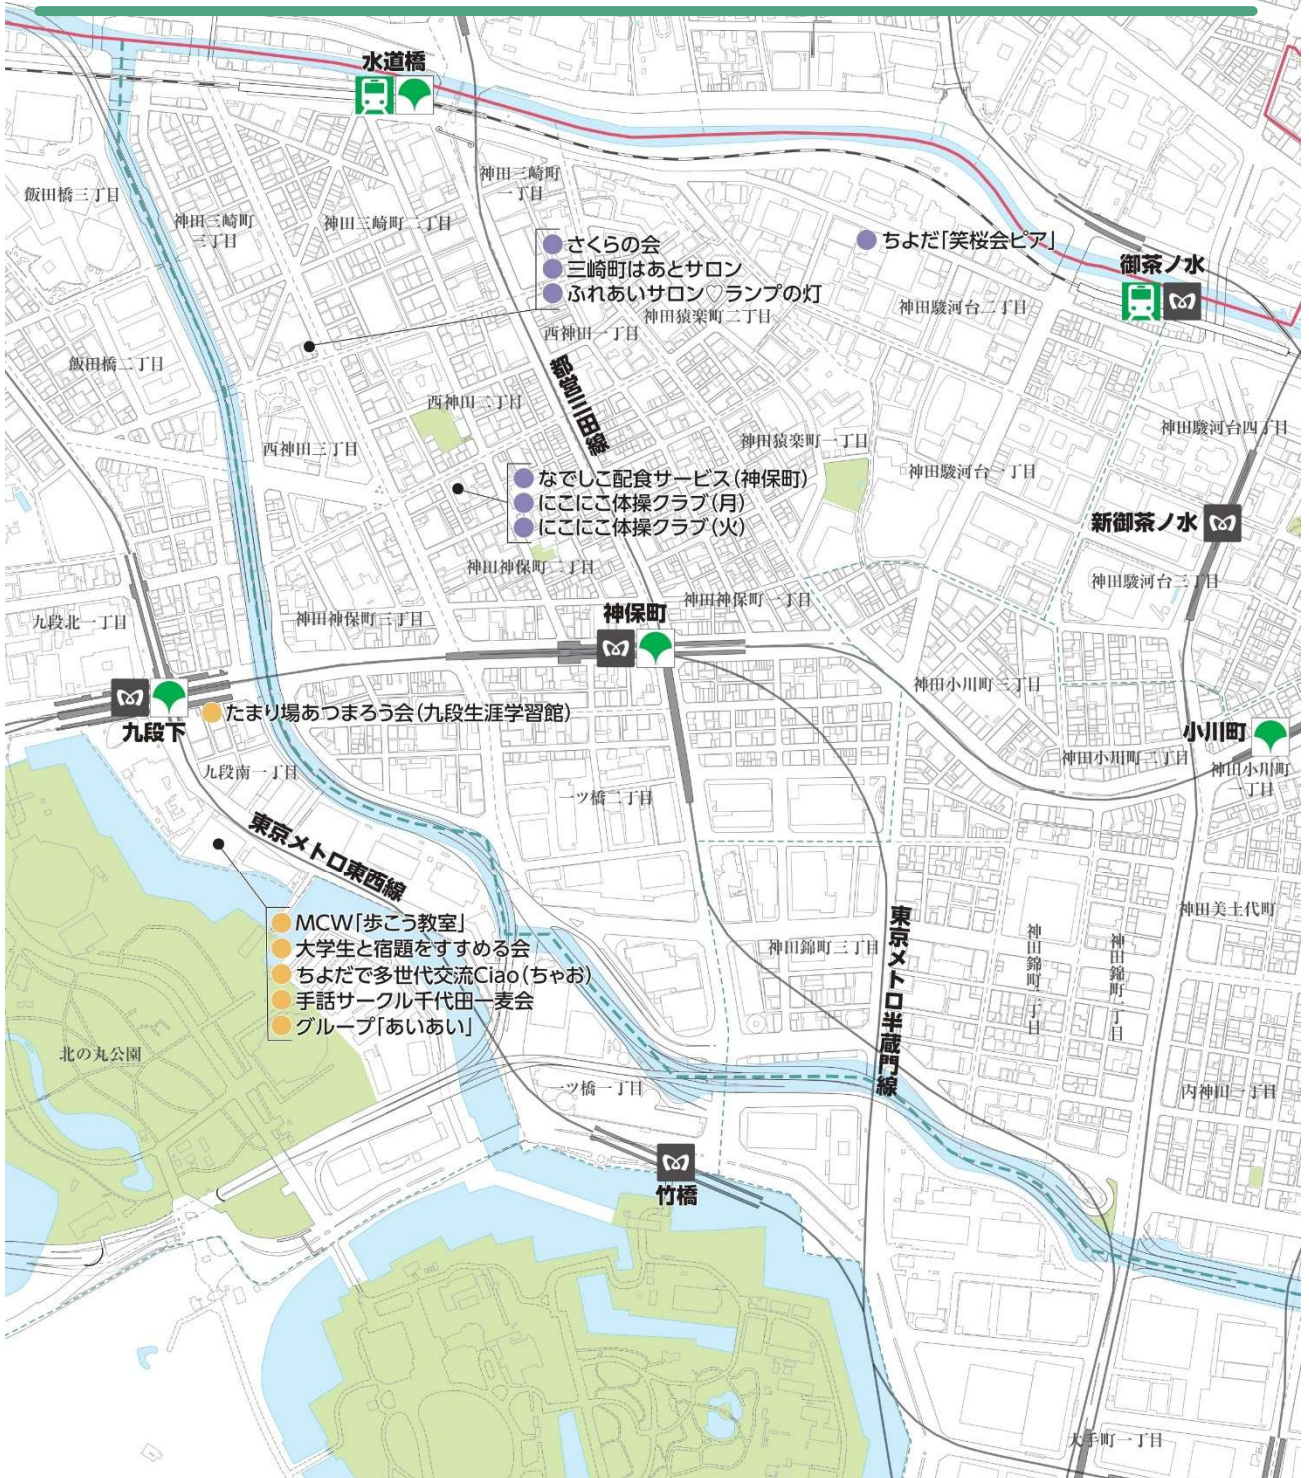 水道橋
神田三崎町
一丁目
飯田橋三丁目
神田三崎町
三丁目
神田三崎町二丁目
さくらの会
三崎町はあとサロン
ふれあいサロン♡ランプの灯
ちよだ「笑桜会ピア」
御茶ノ水
神田駿河台二丁目
神田猿楽町二丁目
西神田一丁目
飯田橋二丁目
都営三田線
西神田二丁目
西神田三丁目
神田猿楽町一丁目
神田駿河台四丁目
神田駿河台一丁目
なでしこ配食サービス(神保町)
にこにこ体操クラブ(月)
にこにこ体操クラブ(火)
新御茶ノ水
神田神保町二丁目
神田駿河台三丁目
神田神保町一丁目
九段北一丁目
神田神保町三丁目
神保町
神田小川町三丁目
九段下
たまり場あつまろう会(九段生涯学習館)
小川町
神田小川町二丁目
神田小川町
一丁目
九段南一丁目
一ツ橋二丁目
東京メトロ東西線
MCW「歩こう教室」
大学生と宿題をすすめる会
ちよだで多世代交流Ciao(ちゃお)
手話サークル千代田一麦会
グループ「あいあい」
神田美土代町
神田錦町三丁目
神田錦町二丁目
神田錦町一丁目
東京メトロ半蔵門線
北の丸公園
一ツ橋一丁目
内神田一丁目
竹橋
大手町一丁目